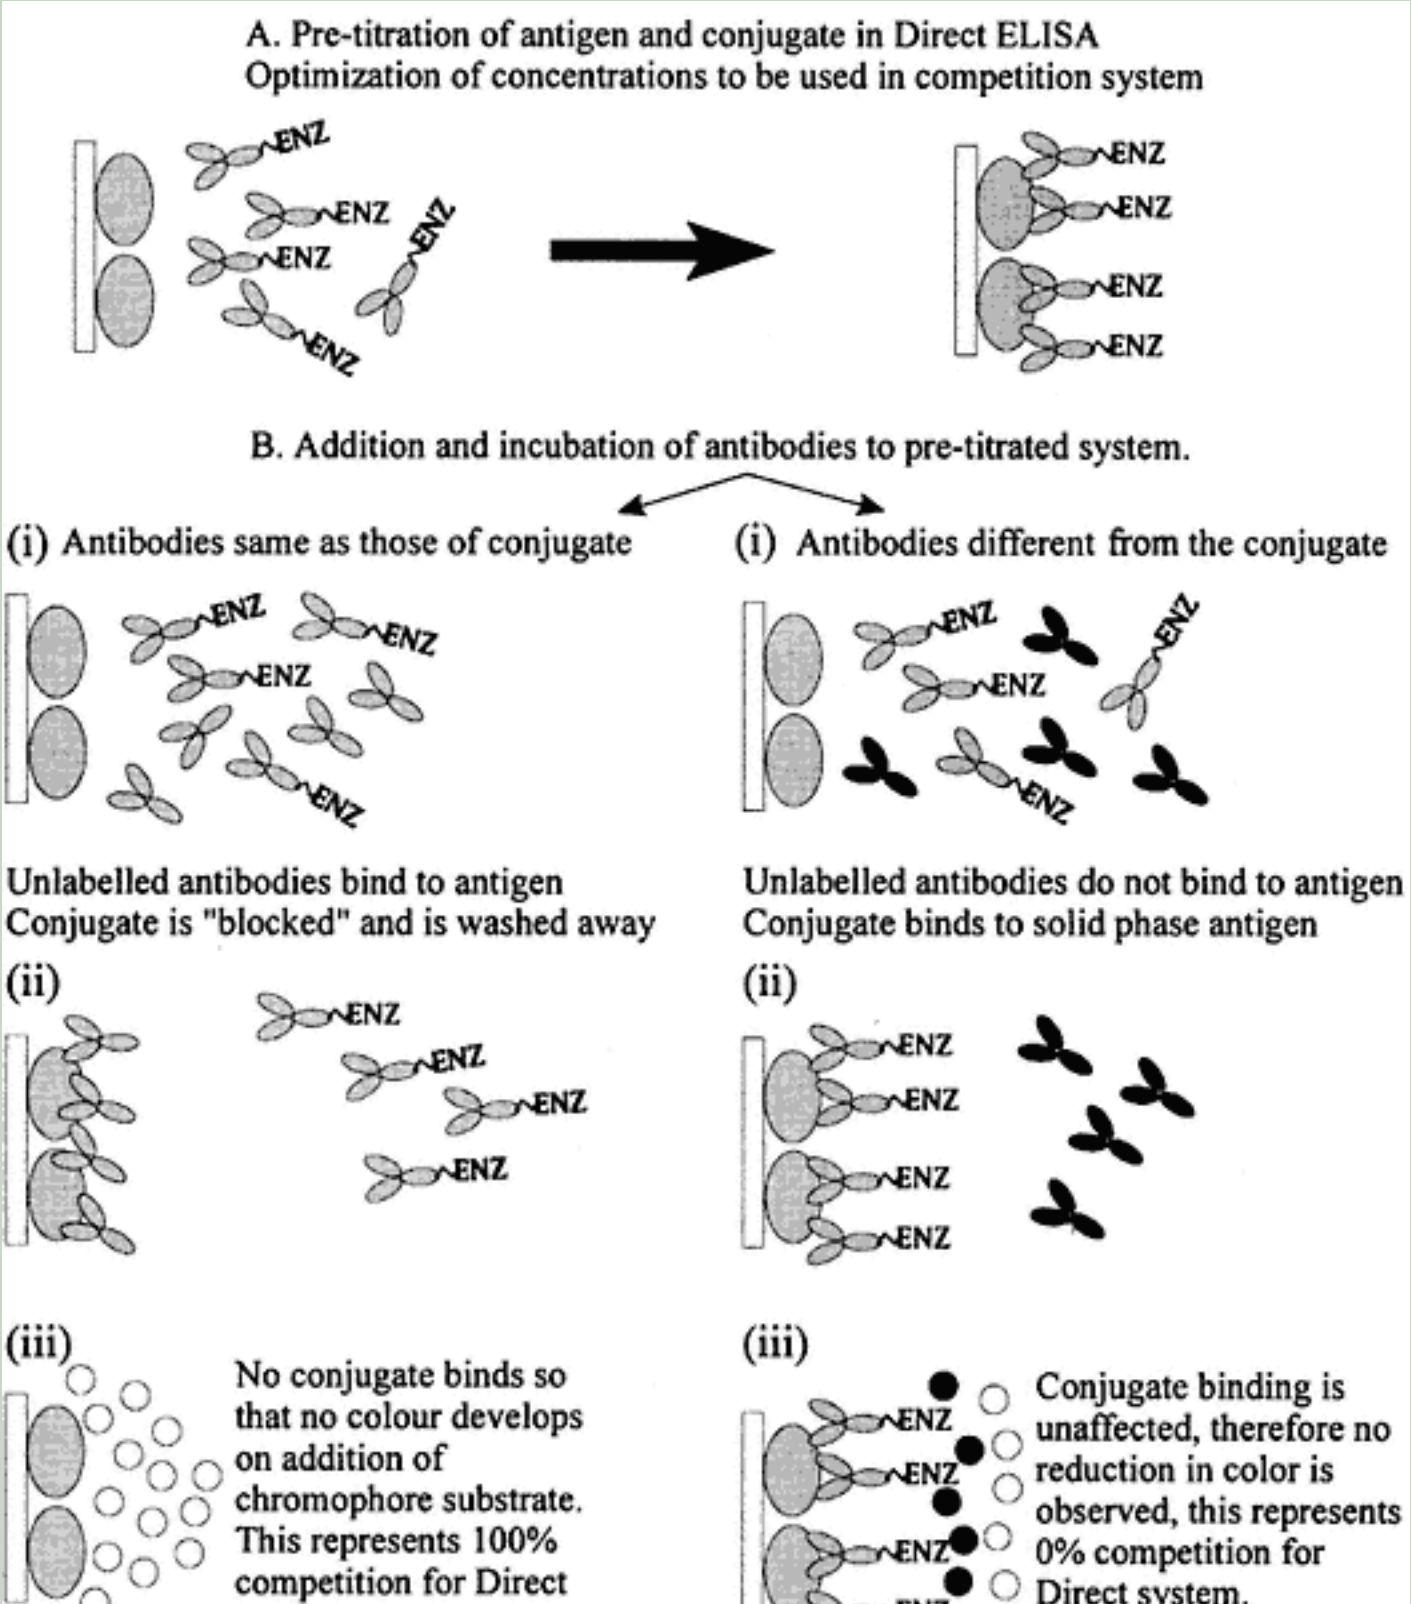 A. Pre-titration of antigen and conjugate in Direct ELISA
Optimization of concentrations to be used in competition system
ENZ
ENZ
ENZ
ENZ
ENZ
ENZ
ENZ
ENZ
ENZ
B. Addition and incubation of antibodies to pre-titrated system.
(i) Antibodies same as those of conjugate
ENZ
ENZ
ENZ
ENZ
Unlabelled antibodies bind to antigen
Conjugate is "blocked" and is washed away
(ii)
ENZ
ENZ
ENZ
ENZ
(iii)
No conjugate binds so
that no colour develops
on addition of
chromophore substrate.
This represents 100%
competition for Direct
(i) Antibodies different from the conjugate
ENZ
ENZ
ENZ
ENZ
Unlabelled antibodies do not bind to antigen
Conjugate binds to solid phase antigen
(ii)
ENZ
ENZ
ENZ
ENZ
(iii)
ENZ
ENZ
ENZ
ENZ
Conjugate binding is
unaffected, therefore no
reduction in color is
observed, this represents
0% competition for
Direct system.